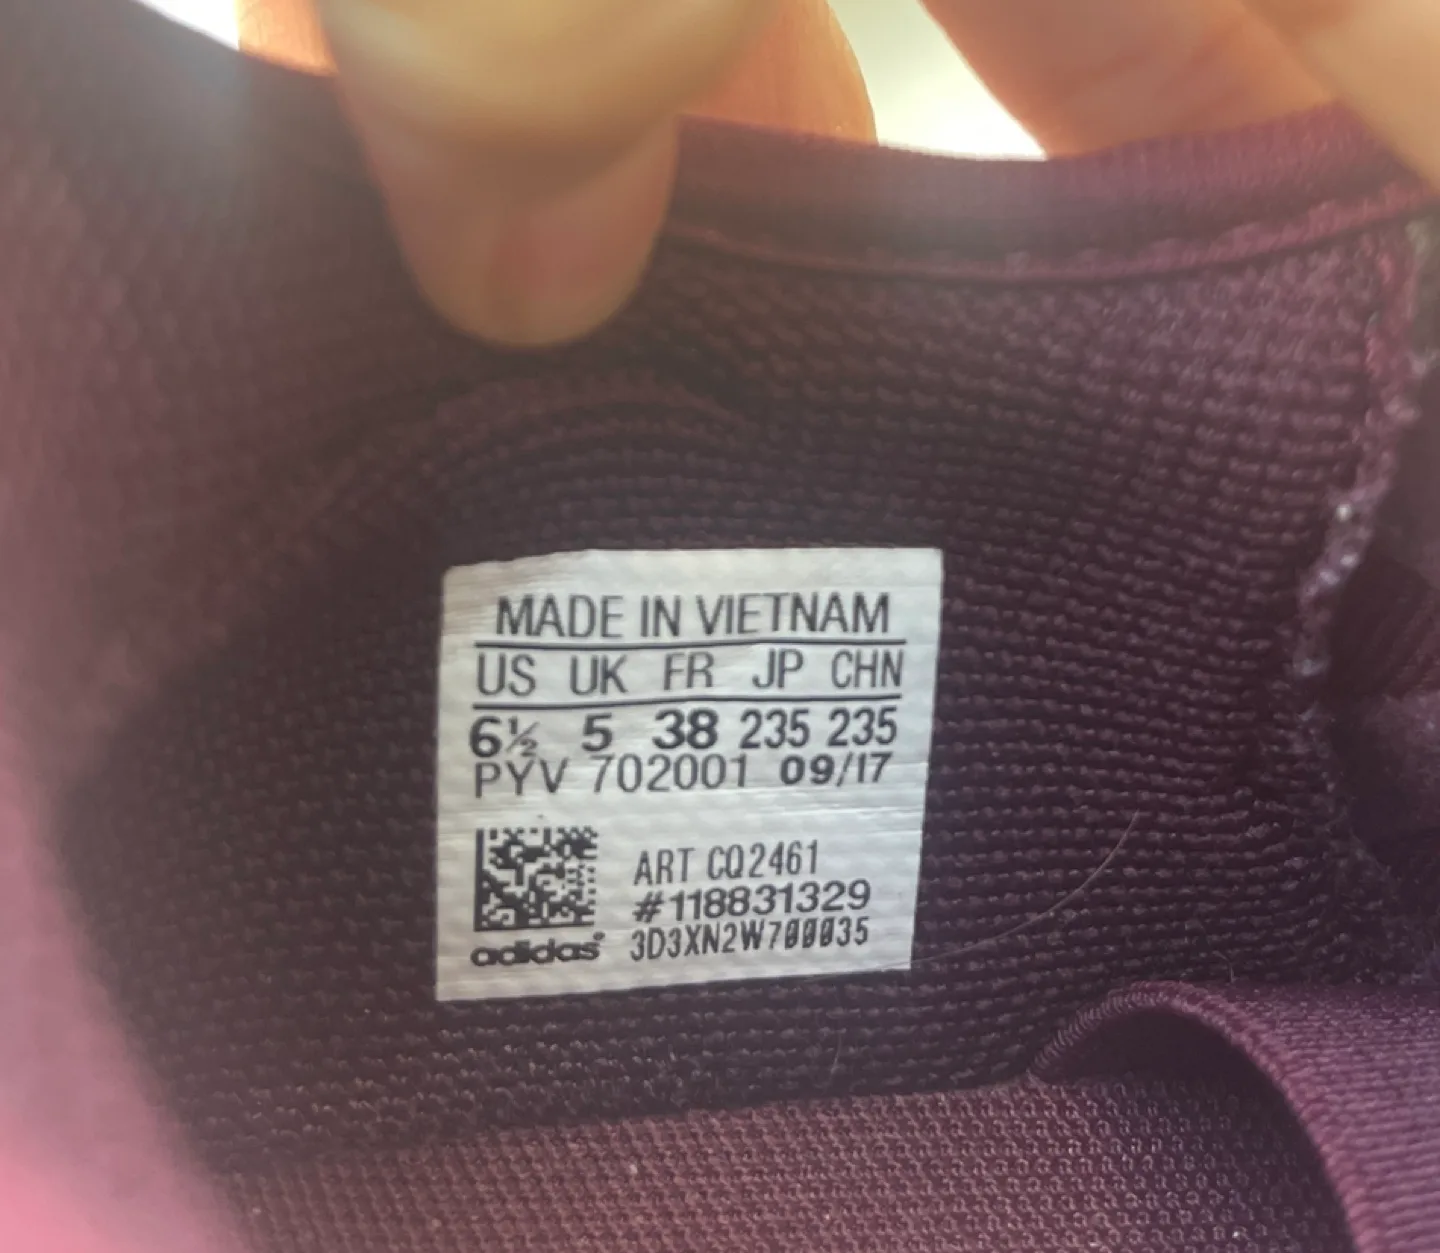 MADE IN VIETNAM
US UK FR JP CHN
6½ 5 38 235 235
PYV 702001 09/17
ART CQ2461
#118831329
adidas® 3D3XN2W700035